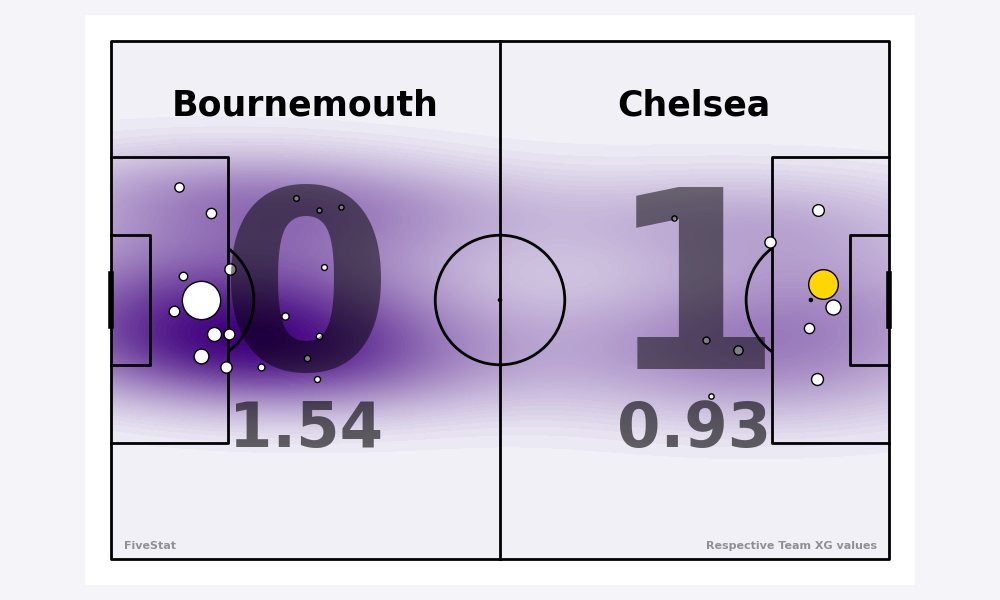 Bournemouth
Chelsea
0
1
1.54
0.93
FiveStat
Respective Team XG values